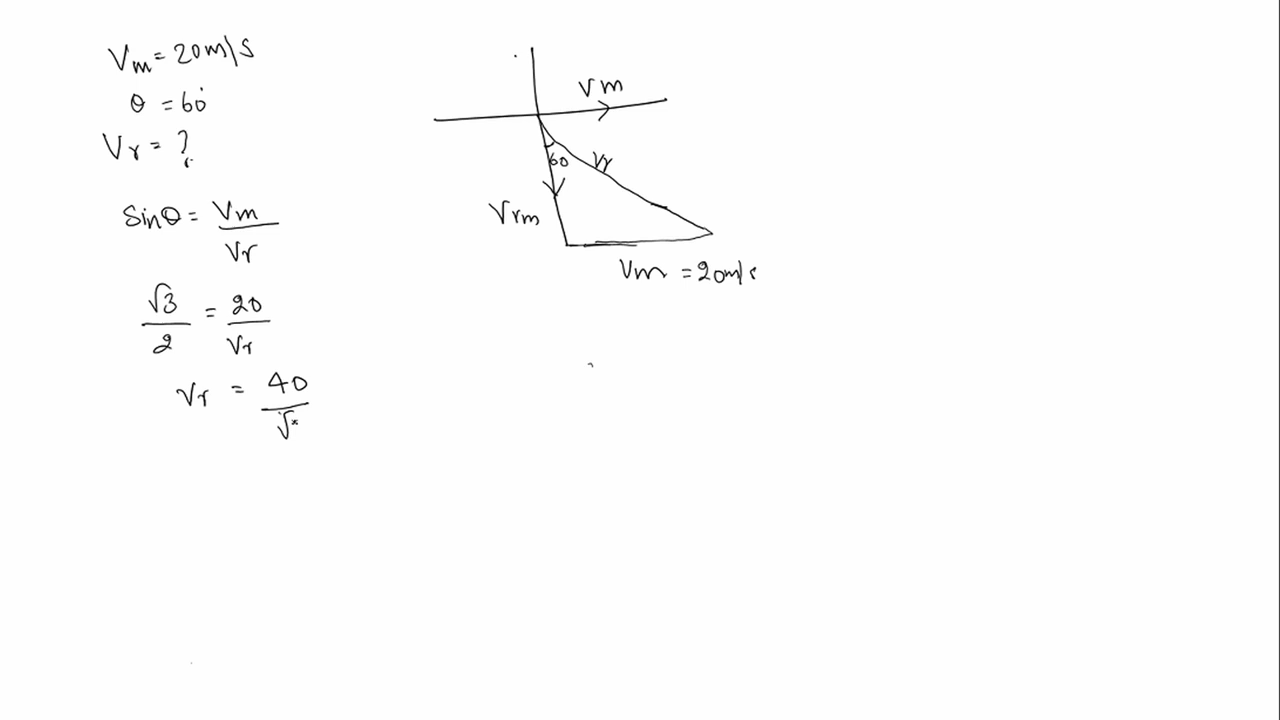 Vm = 20m/s
θ = 60°
Vr = ?
Sinθ = Vm / Vr
√3 / 2 = 20 / Vr
Vr = 40 / √
Vm
60
Vr
Vrm
Vm = 20m/s